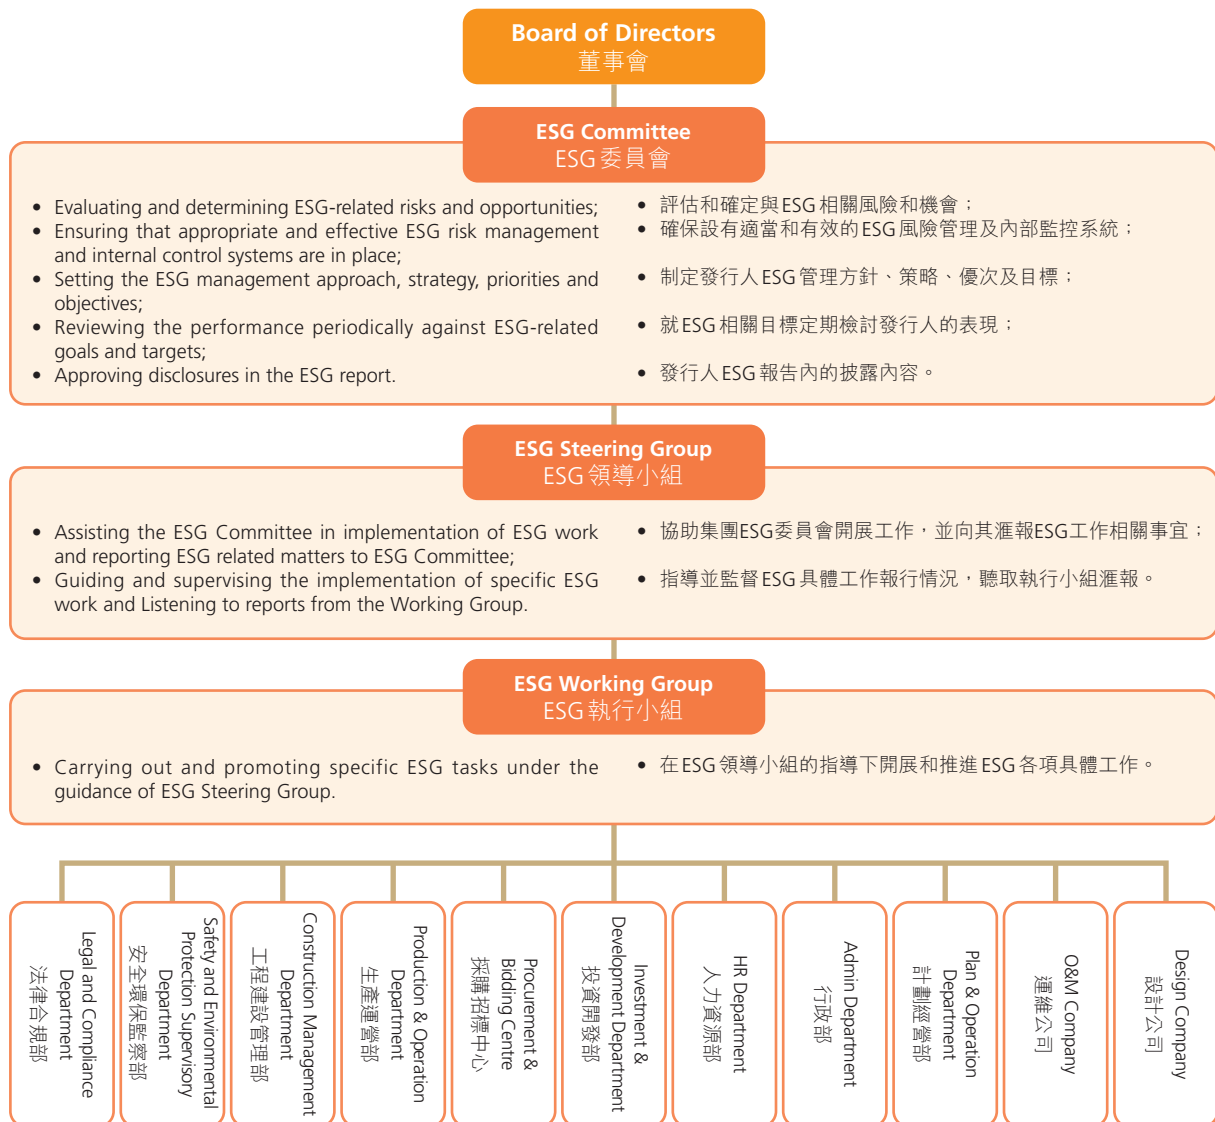 Board of Directors
董事會
ESG Committee
ESG 委員會
• Evaluating and determining ESG-related risks and opportunities;
• Ensuring that appropriate and effective ESG risk management
and internal control systems are in place;
• Setting the ESG management approach, strategy, priorities and
objectives;
• Reviewing the performance periodically against ESG-related
goals and targets;
• Approving disclosures in the ESG report.
• 評估和確定與ESG 相關風險和機會；
• 確保設有適當和有效的ESG 風險管理及內部監控系統；
• 制定發行人ESG 管理方針、策略、優次及目標；
• 就ESG 相關目標定期檢討發行人的表現；
• 發行人ESG 報告內的披露內容。
ESG Steering Group
ESG 領導小組
• Assisting the ESG Committee in implementation of ESG work
and reporting ESG related matters to ESG Committee;
• Guiding and supervising the implementation of specific ESG
work and Listening to reports from the Working Group.
• 協助集團ESG委員會開展工作，並向其滙報ESG工作相關事宜；
• 指導並監督ESG 具體工作報行情況，聽取執行小組滙報。
ESG Working Group
ESG 執行小組
• Carrying out and promoting specific ESG tasks under the
guidance of ESG Steering Group.
• 在ESG 領導小組的指導下開展和推進ESG 各項具體工作。
Legal and Compliance
Department
法律合規部
Safety and Environmental
Protection Supervisory
Department
安全環保監察部
Construction Management
Department
工程建設管理部
Production & Operation
Department
生產運營部
Procurement &
Bidding Centre
採購招標中心
Investment &
Development Department
投資開發部
HR Department
人力資源部
Admin Department
行政部
Plan & Operation
Department
計劃經營部
O&M Company
運維公司
Design Company
設計公司